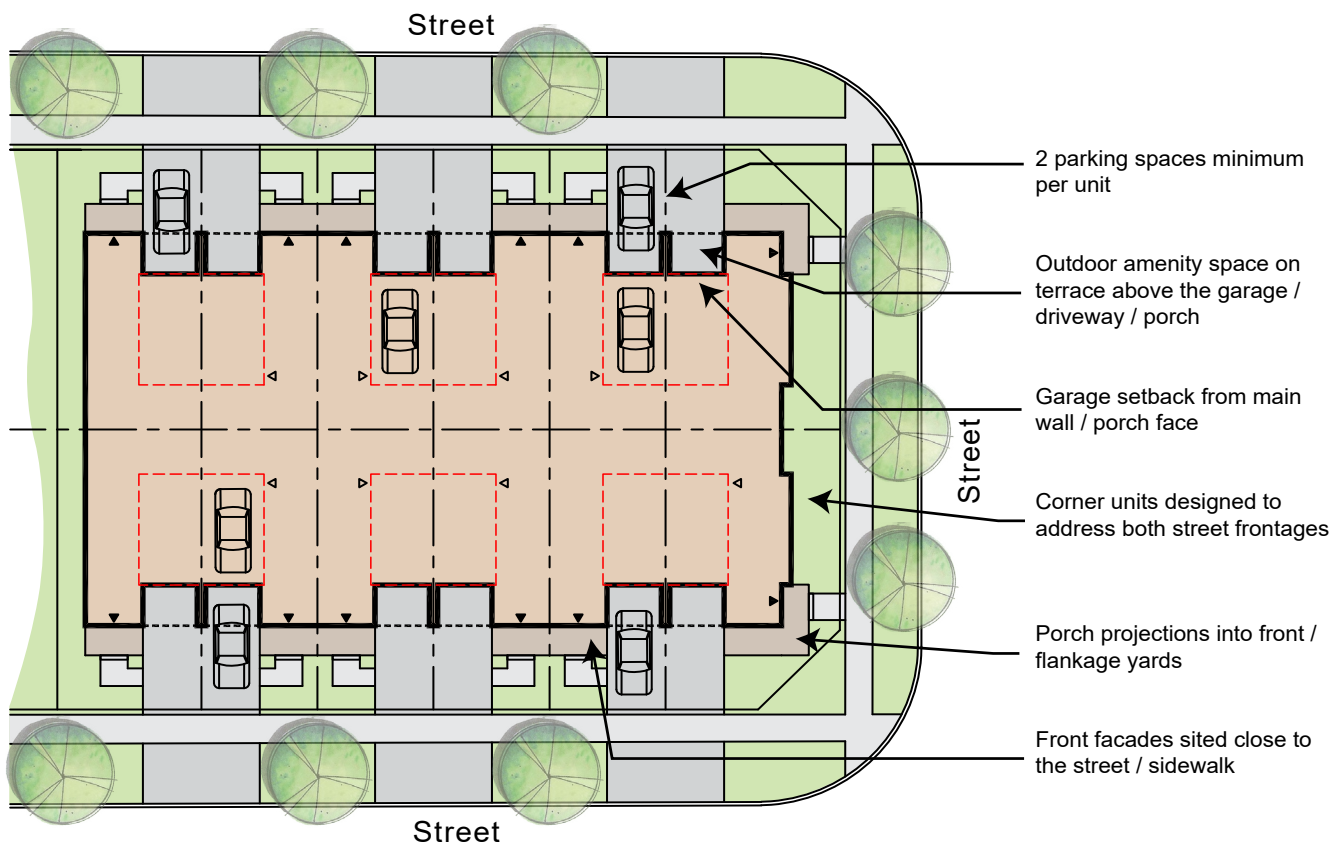 Street
2 parking spaces minimum
per unit
Outdoor amenity space on
terrace above the garage /
driveway / porch
Garage setback from main
wall / porch face
Street
Corner units designed to
address both street frontages
Porch projections into front /
flankage yards
Front facades sited close to
the street / sidewalk
Street